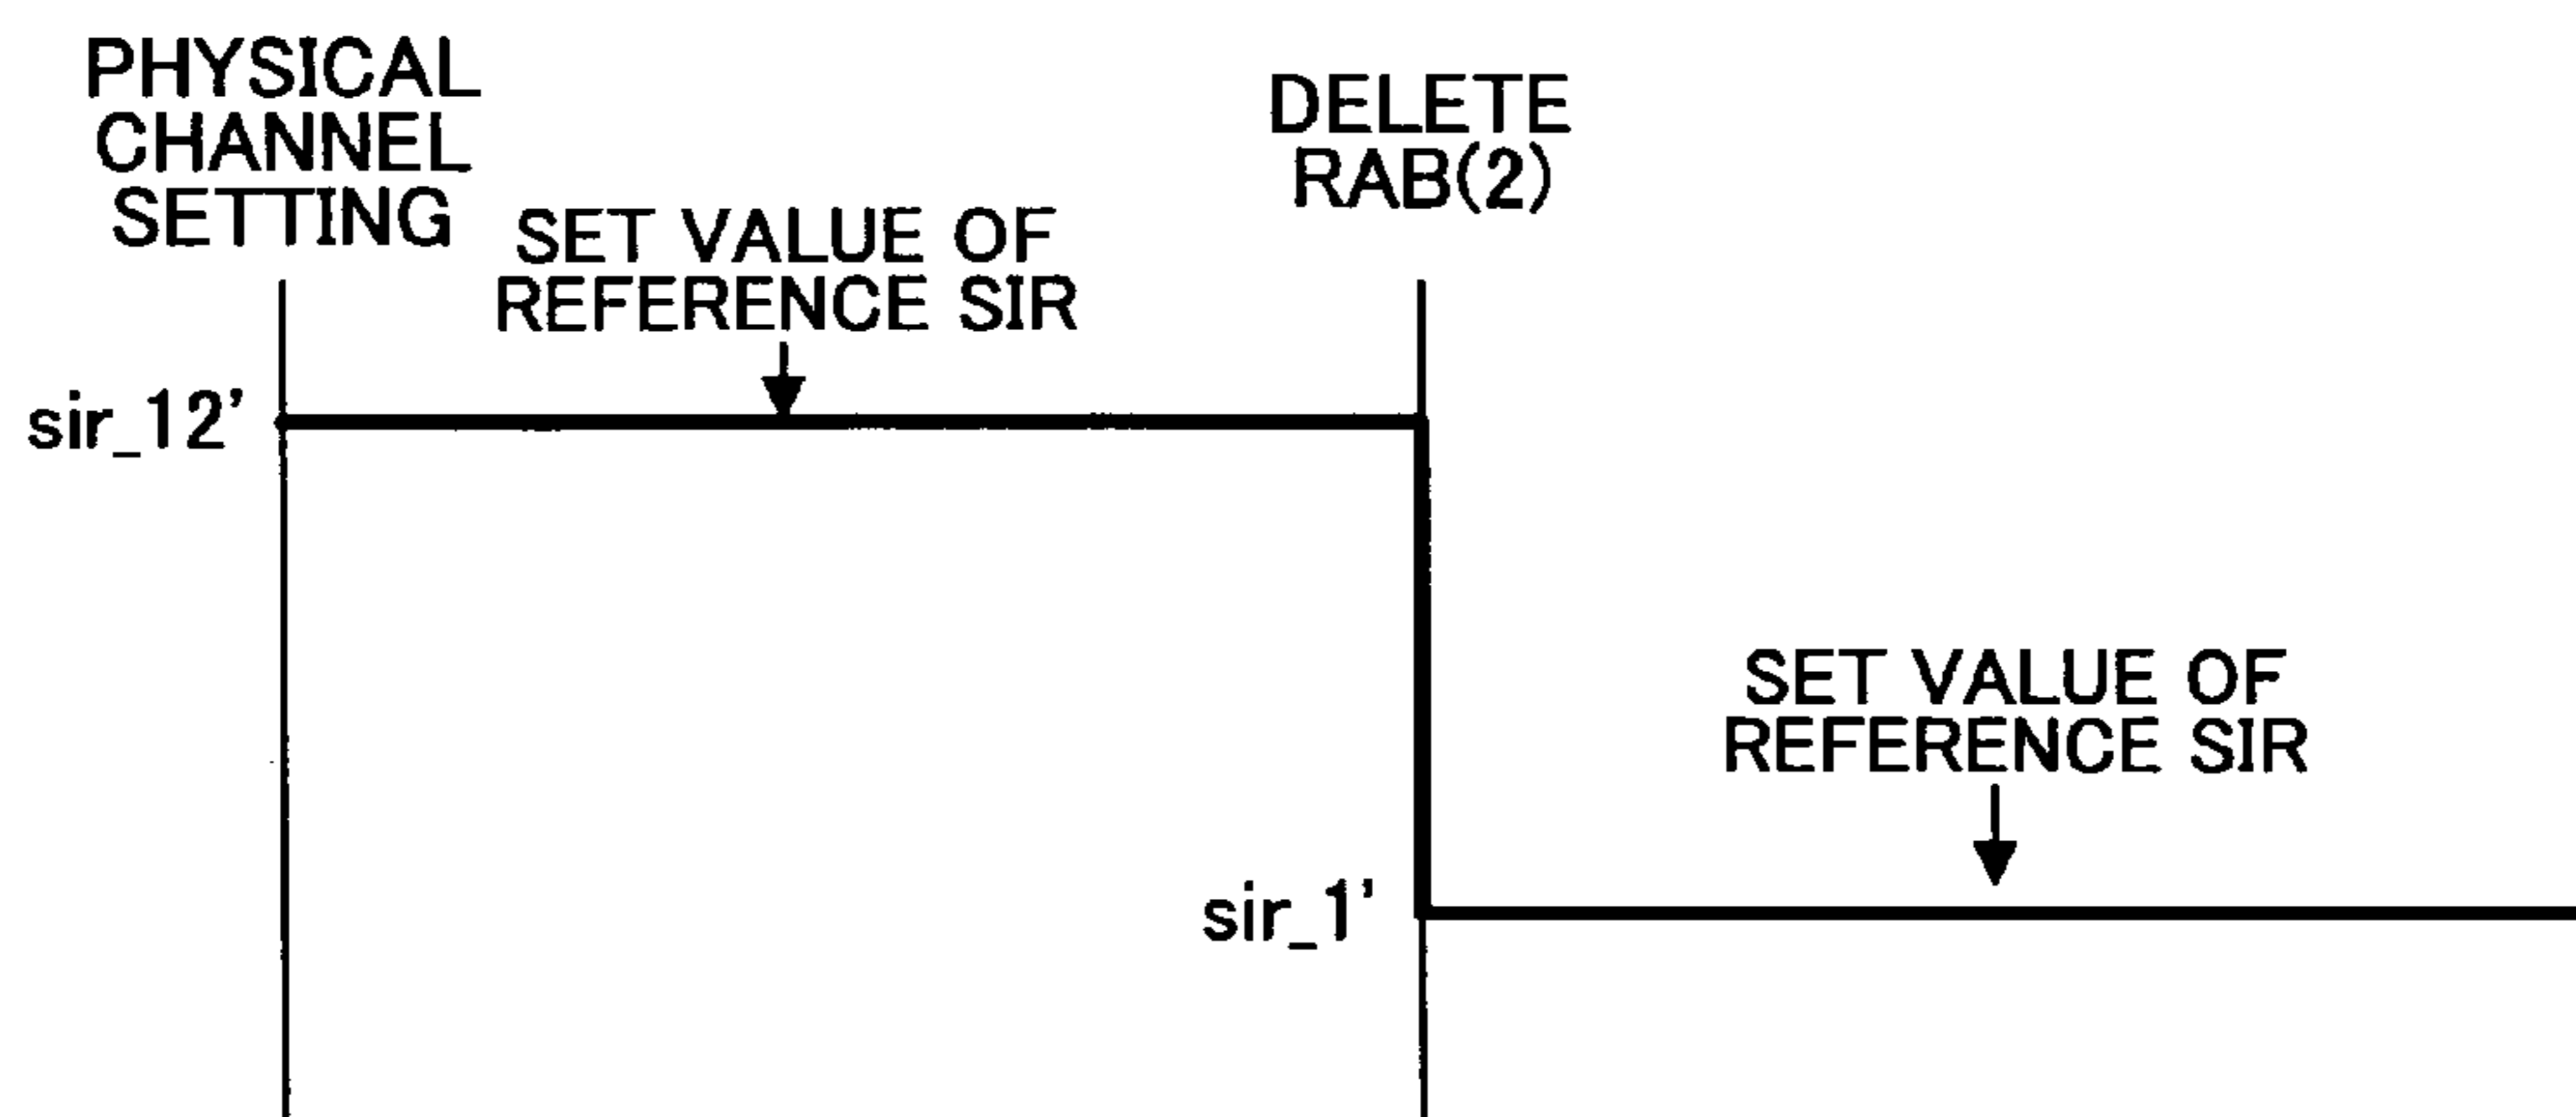 PHYSICAL
CHANNEL
SETTING
SET VALUE OF
REFERENCE SIR
DELETE
RAB(2)
sir_12'
SET VALUE OF
REFERENCE SIR
sir_1'